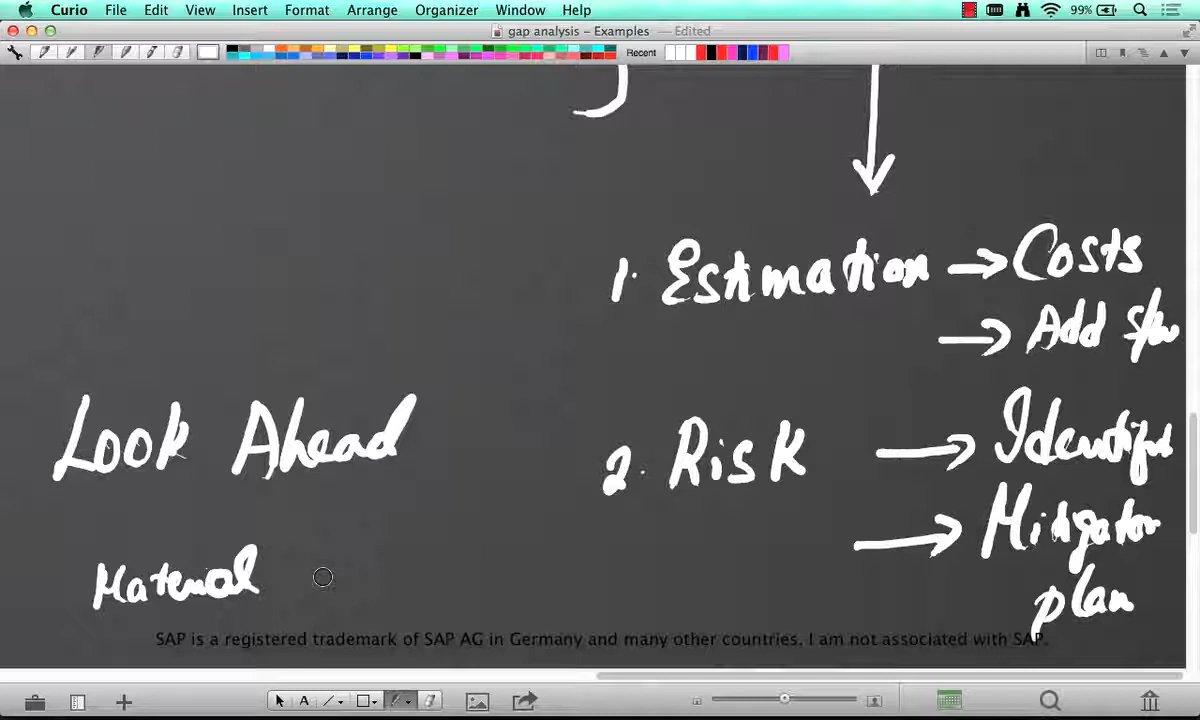 Curio File Edit View Insert Format Arrange Organizer Window Help 99%
gap analysis – Examples — Edited
Recent
1. Estimation → Costs
→ Add
Look Ahead
2. Risk →
→ Mitigation
plan
Material
SAP is a registered trademark of SAP AG in Germany and many other countries. I am not associated with SAP.
A